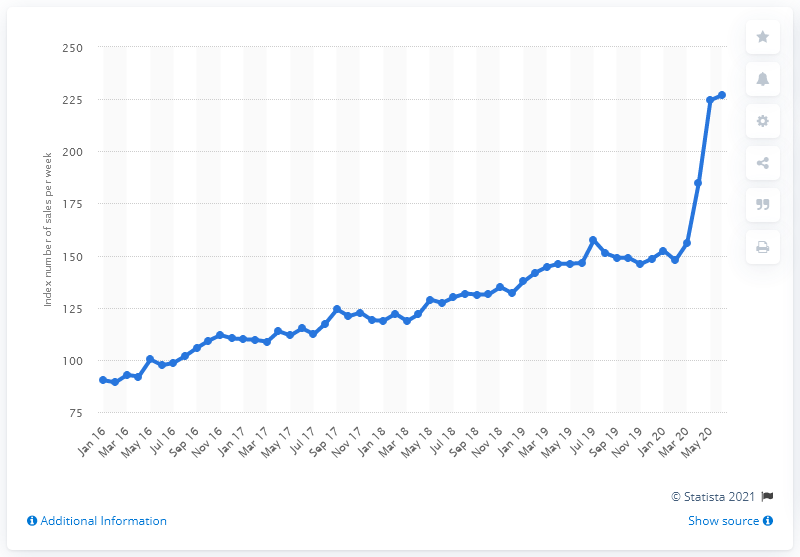 250
225
200
175
150
125
100
75
Index number of sales per week
Jan 16
Mar 16
May 16
Jul 16
Sep 16
Nov 16
Jan 17
Mar 17
May 17
Jul 17
Sep 17
Nov 17
Jan 18
Mar 18
May 18
Jul 18
Sep 18
Nov 18
Jan 19
Mar 19
May 19
Jul 19
Sep 19
Nov 19
Jan 20
Mar 20
May 20
© Statista 2021
Additional Information
Show source